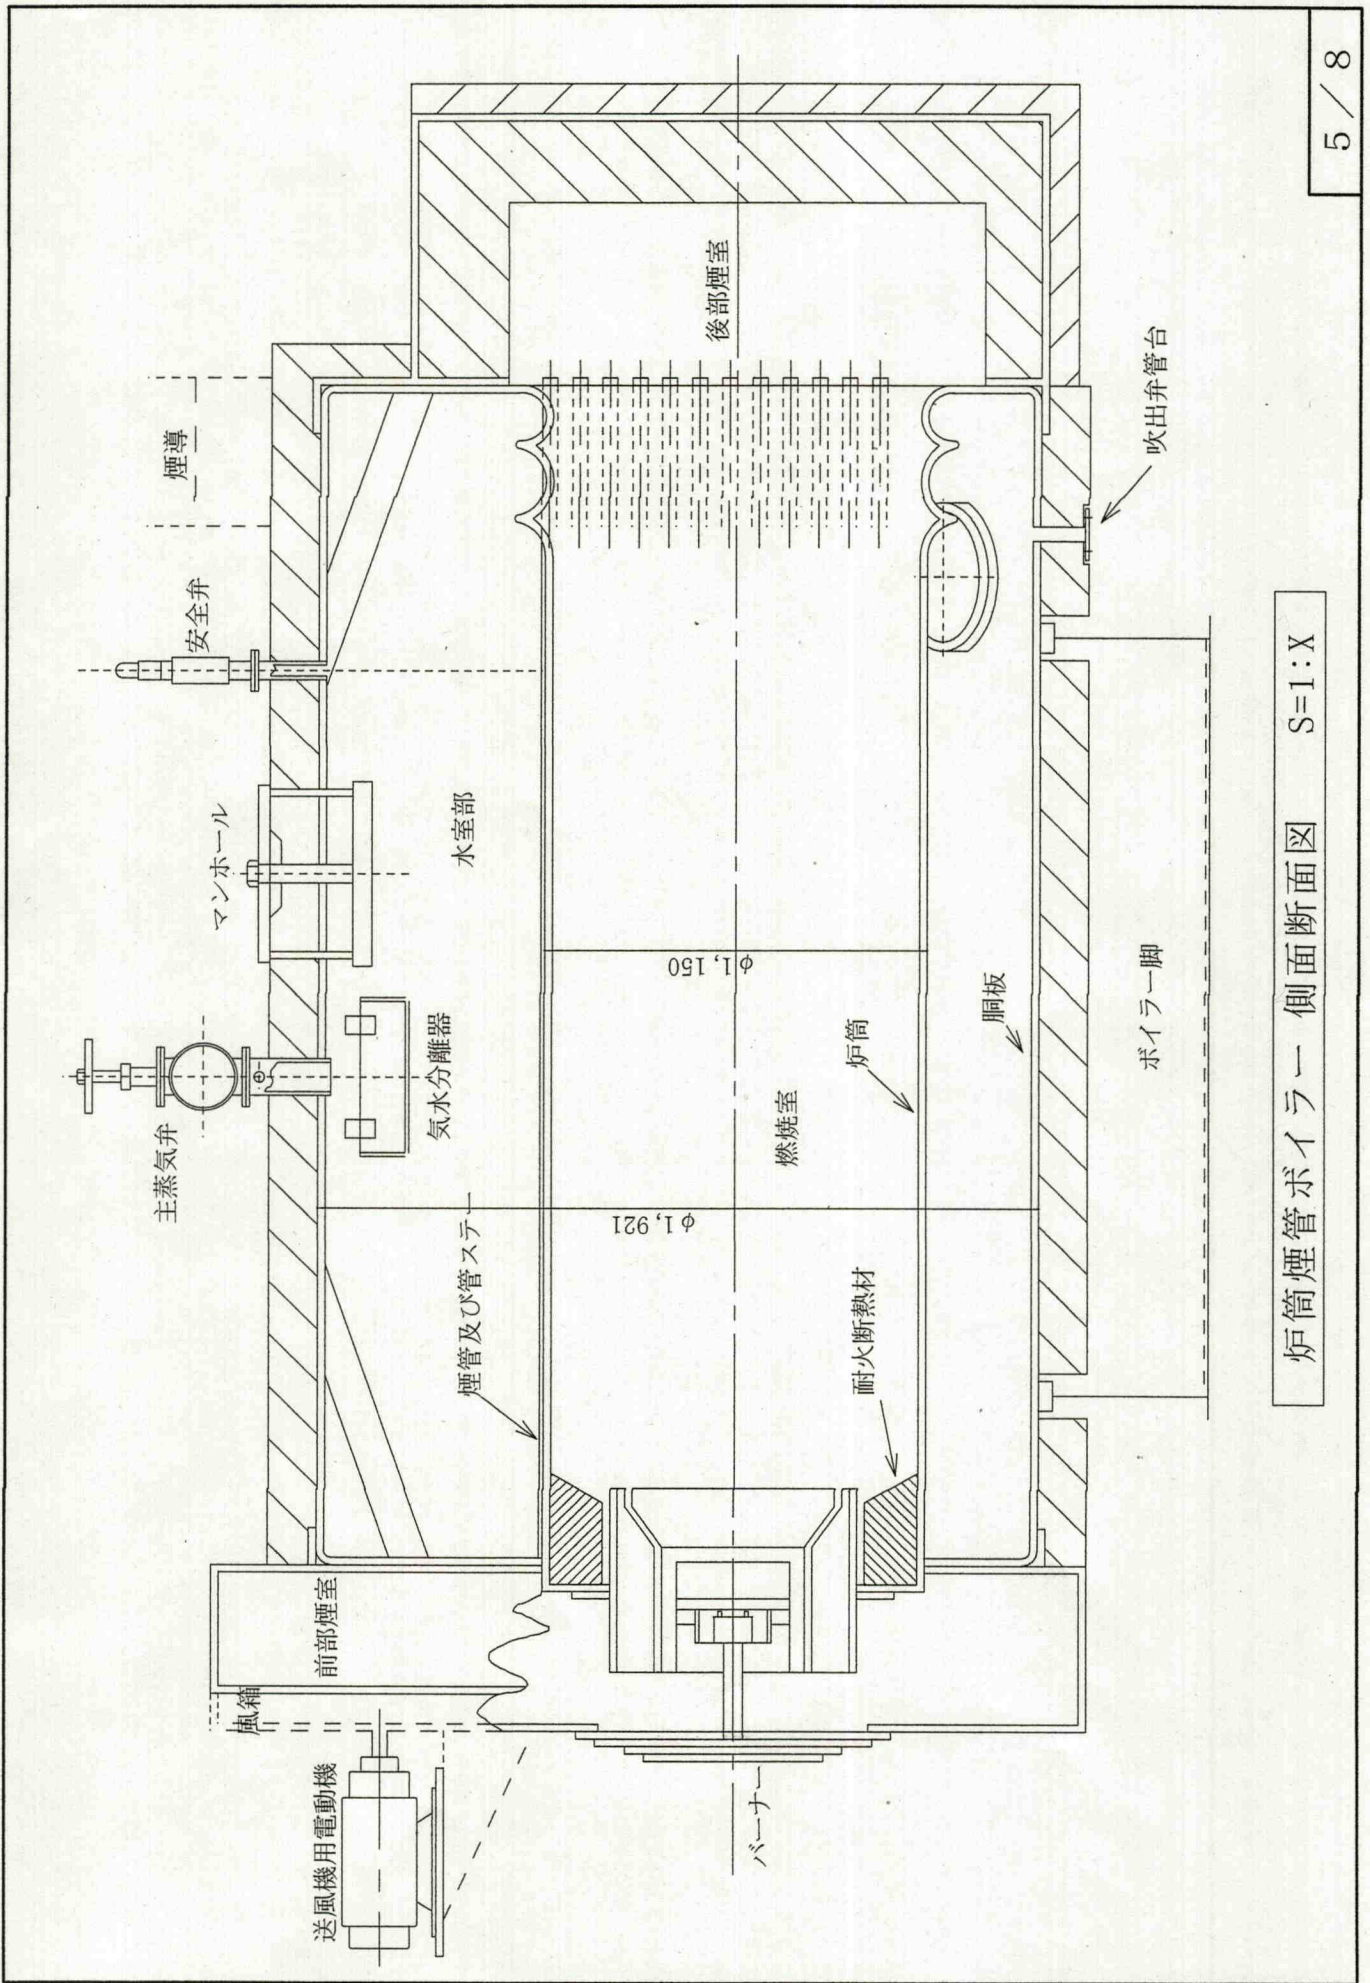 5／8
煙導
安全弁
マンホール
主蒸気弁
水室部
気水分離器
後部煙室
吹出弁管台
φ1,150
φ1,921
炉筒
胴板
燃焼室
煙管及び管ステー
耐火断熱材
ボイラー脚
前部煙室
風箱
送風機用電動機
バーナー
炉筒煙管ボイラー側面断面図 S=1:X